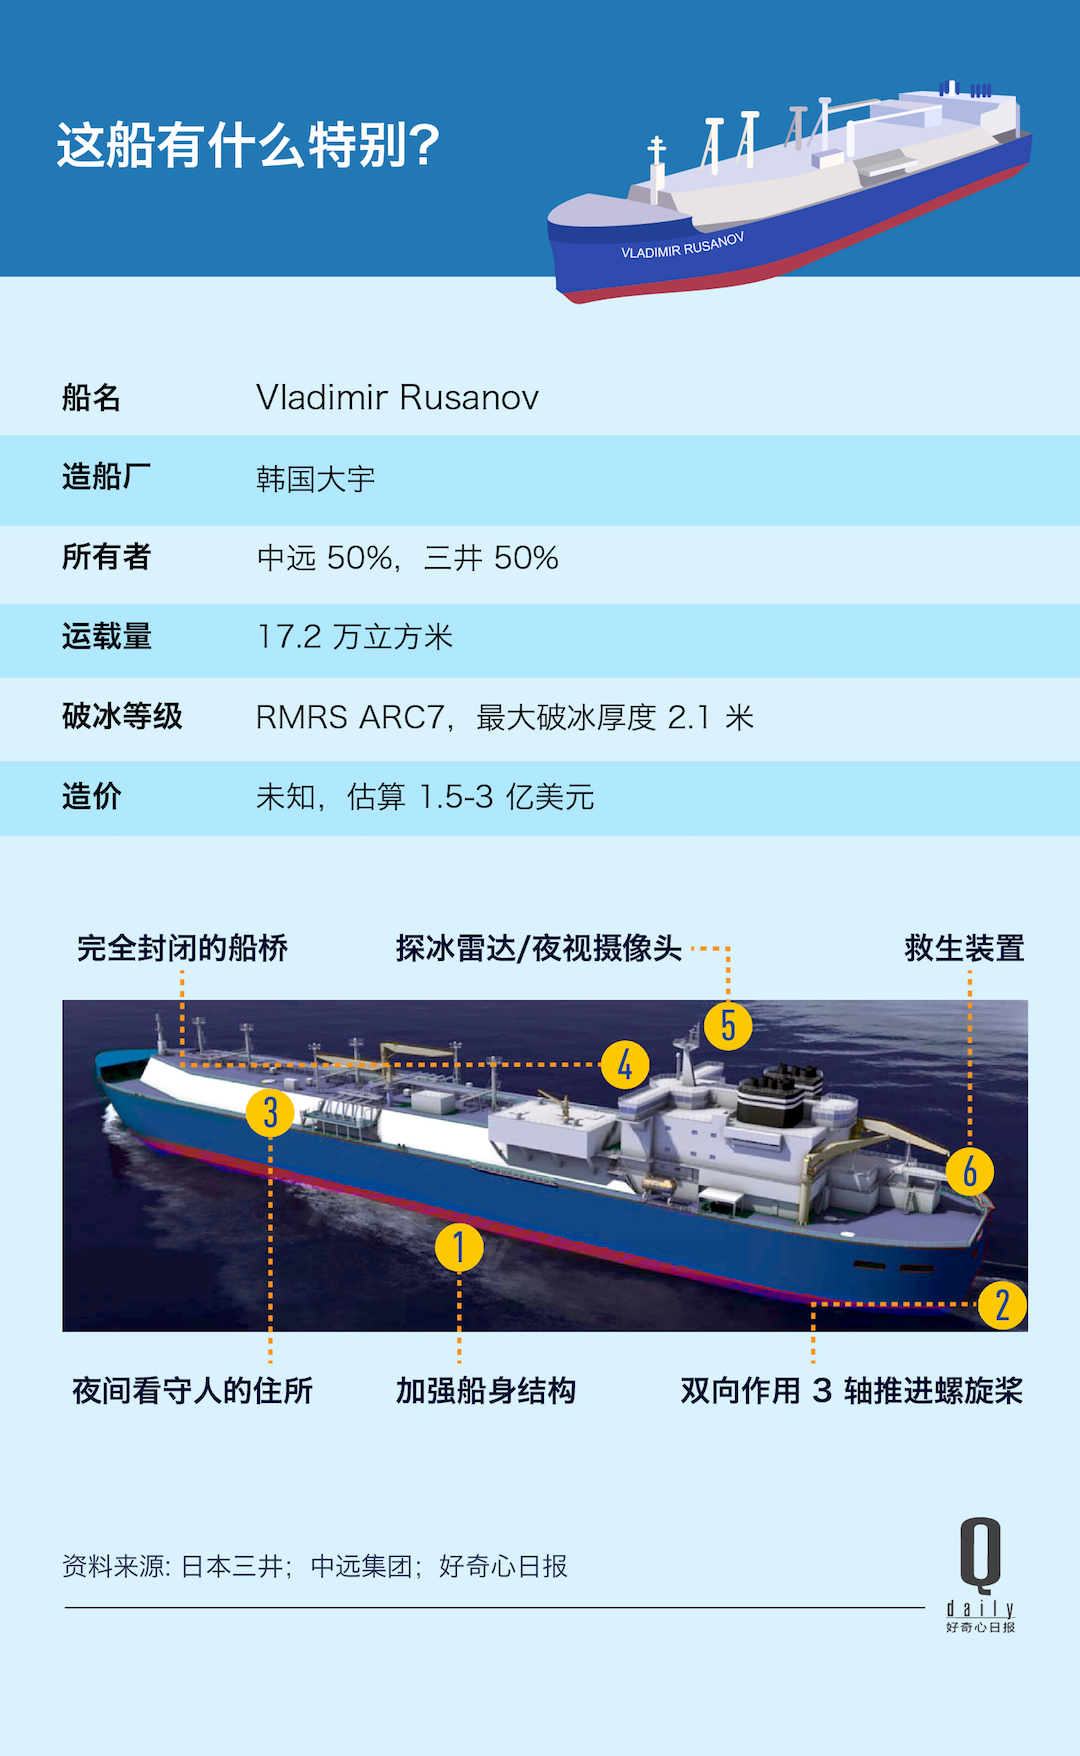 这船有什么特别?
VLADIMIR RUSANOV
船名 Vladimir Rusanov
造船厂 韩国大宇
所有者 中远 50%，三井 50%
运载量 17.2 万立方米
破冰等级 RMRS ARC7，最大破冰厚度 2.1 米
造价 未知，估算 1.5-3 亿美元
完全封闭的船桥 探冰雷达/夜视摄像头 救生装置
5
4
3
6
1
2
夜间看守人的住所 加强船身结构 双向作用 3 轴推进螺旋桨
资料来源: 日本三井；中远集团；好奇心日报
Q
daily
好奇心日报